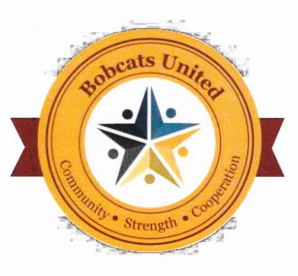 Bobcats United
Community • Strength • Cooperation